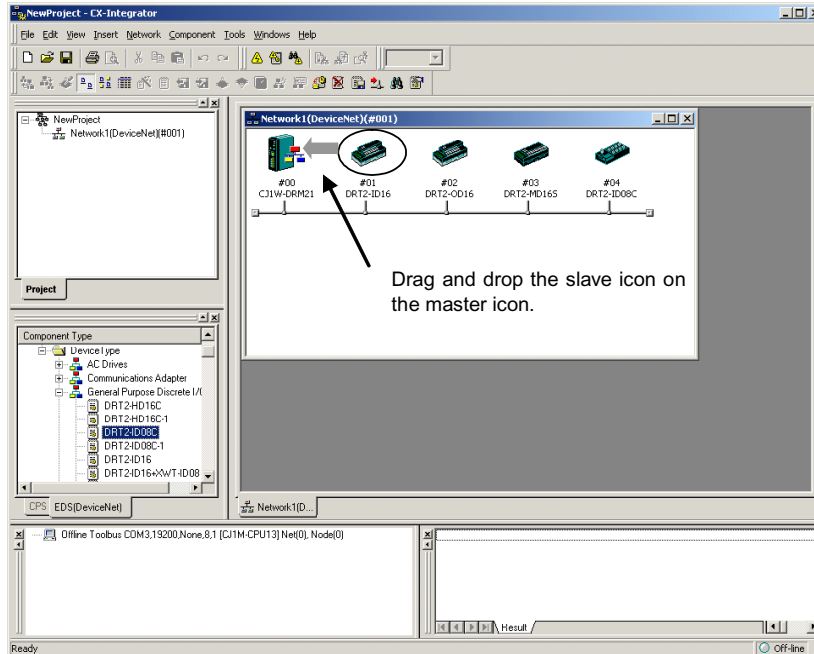 NewProject - CX-Integrator
File Edit View Insert Network Component Tools Windows Help
NewProject
Network1(DeviceNet)(#001)
Project
Component Type
DeviceType
AC Drives
Communications Adapter
General Purpose Discrete I/(
DRT2-HD16C
DRT2-HD16C-1
DRT2-ID08C
DRT2-ID08C-1
DRT2-ID16
DRT2-ID16+XWT-ID08
CPS EDS(DeviceNet)
Network1(DeviceNet)(#001)
#00 #01 #02 #03 #04
CJ1W-DRM21 DRT2-ID16 DRT2-OD16 DRT2-MD16S DRT2-ID08C
Drag and drop the slave icon on
the master icon.
Network1(D...
Offline Toolbus COM3,19200,None,8,1 [CJ1M-CPU13] Net(0), Node(0)
Result
Ready
Off-line